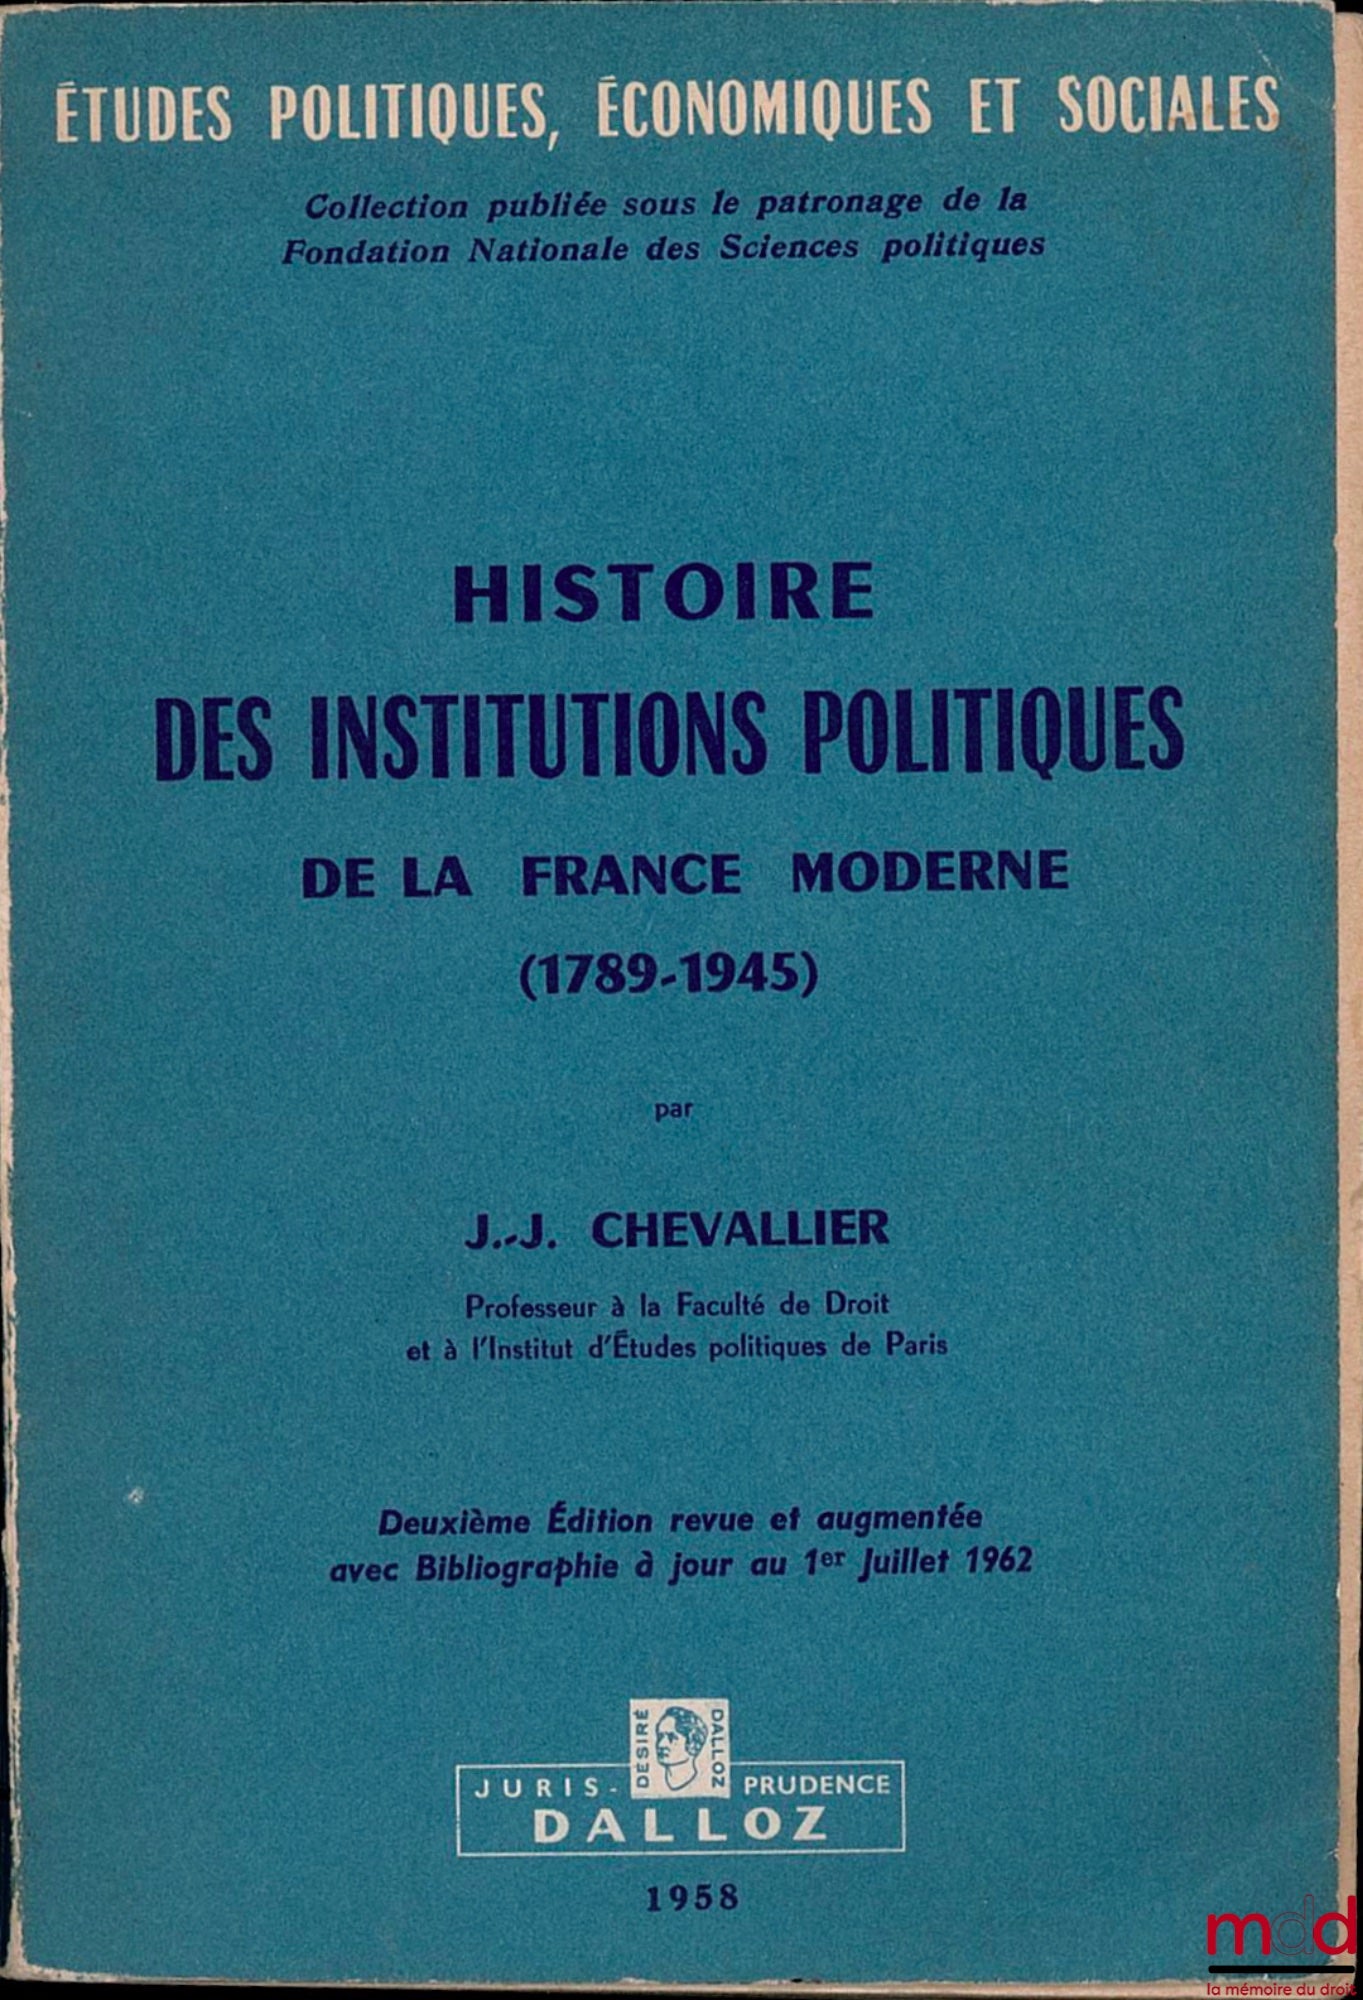 ÉTUDES POLITIQUES, ÉCONOMIQUES ET SOCIALES
Collection publiée sous le patronage de la
Fondation Nationale des Sciences politiques
HISTOIRE
DES INSTITUTIONS POLITIQUES
DE LA FRANCE MODERNE
(1789-1945)
par
J.-J. CHEVALLIER
Professeur à la Faculté de Droit
et à l'Institut d'Études politiques de Paris
Deuxième Édition revue et augmentée
avec Bibliographie à jour au 1er Juillet 1962
DÉSIRÉ DALLOZ
JURIS-PRUDENCE
DALLOZ
1958
mdd
la mémoire du droit